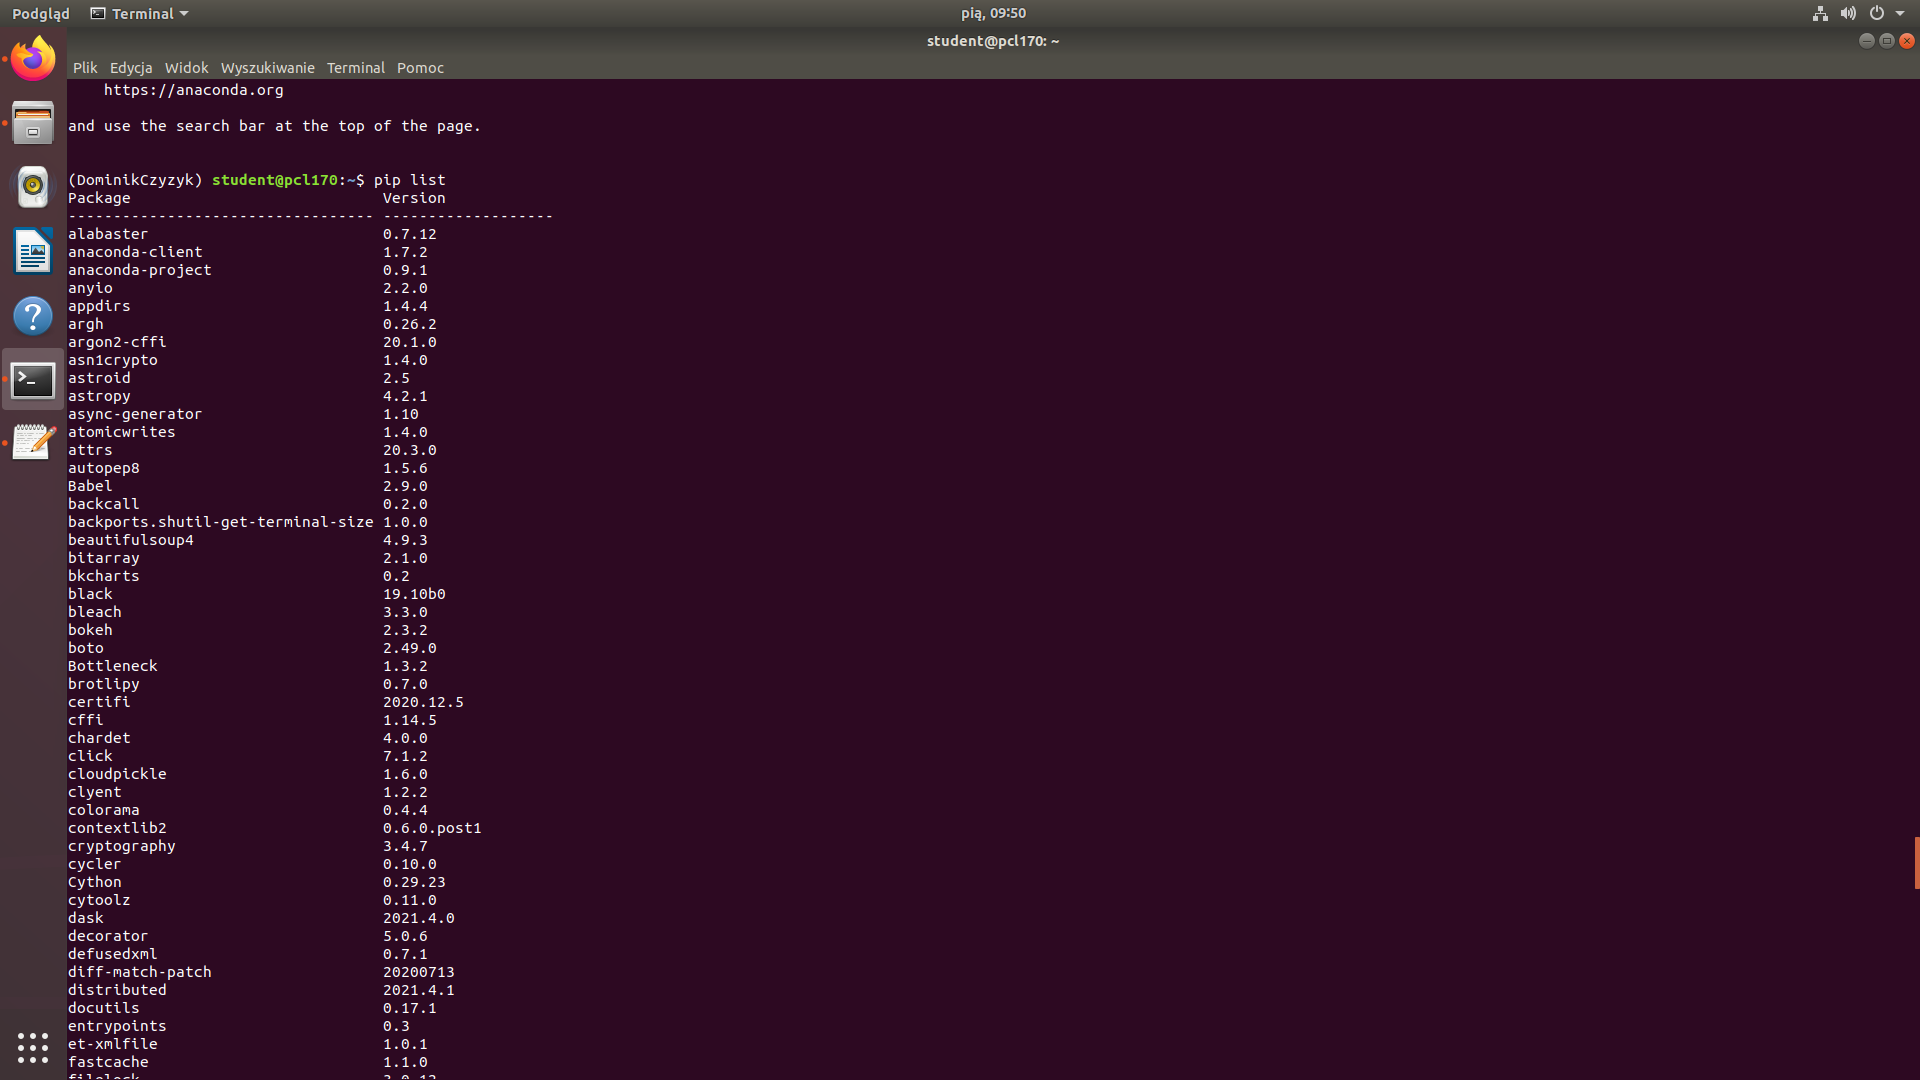 Podgląd Terminal pią, 09:50
student@pcl170: ~
Plik Edycja Widok Wyszukiwanie Terminal Pomoc
https://anaconda.org
and use the search bar at the top of the page.
(DominikCzyzyk) student@pcl170:~$ pip list
Package Version
---------------------------------- -------------------
alabaster 0.7.12
anaconda-client 1.7.2
anaconda-project 0.9.1
anyio 2.2.0
appdirs 1.4.4
argh 0.26.2
argon2-cffi 20.1.0
asn1crypto 1.4.0
astroid 2.5
astropy 4.2.1
async-generator 1.10
atomicwrites 1.4.0
attrs 20.3.0
autopep8 1.5.6
Babel 2.9.0
backcall 0.2.0
backports.shutil-get-terminal-size 1.0.0
beautifulsoup4 4.9.3
bitarray 2.1.0
bkcharts 0.2
black 19.10b0
bleach 3.3.0
bokeh 2.3.2
boto 2.49.0
Bottleneck 1.3.2
brotlipy 0.7.0
certifi 2020.12.5
cffi 1.14.5
chardet 4.0.0
click 7.1.2
cloudpickle 1.6.0
clyent 1.2.2
colorama 0.4.4
contextlib2 0.6.0.post1
cryptography 3.4.7
cycler 0.10.0
Cython 0.29.23
cytoolz 0.11.0
dask 2021.4.0
decorator 5.0.6
defusedxml 0.7.1
diff-match-patch 20200713
distributed 2021.4.1
docutils 0.17.1
entrypoints 0.3
et-xmlfile 1.0.1
fastcache 1.1.0
filelock 3.0.12